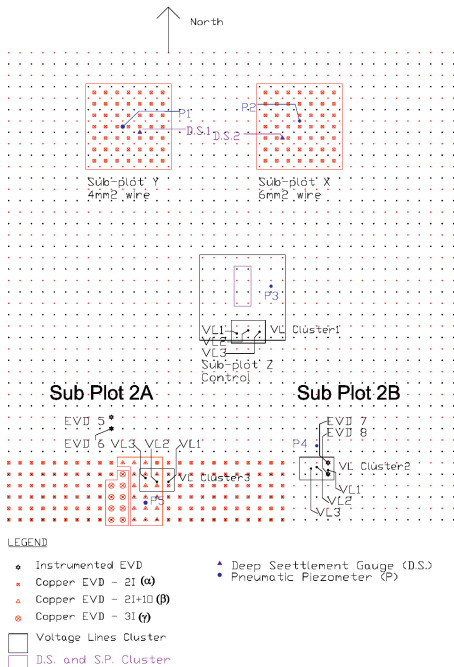 North
P1
D.S.1
P2
D.S.2
Sub-plot Y
4mm2 wire
Sub-plot X
6mm2 wire
P3
VL1
VL2
VL3
VL Cluster1
Sub-plot Z
Control
Sub Plot 2A
Sub Plot 2B
EVD 5
EVD 6
VL3
VL2
VL1
VL Cluster3
P5
EVD 7
EVD 8
P4
VL Cluster2
VL1
VL2
VL3
LEGEND
Instrumented EVD
Copper EVD - 2I (α)
Copper EVD - 2I+1□ (β)
Copper EVD - 3I (γ)
Voltage Lines Cluster
D.S. and S.P. Cluster
Deep Seettlement Gauge (D.S.)
Pneumatic Piezometer (P)